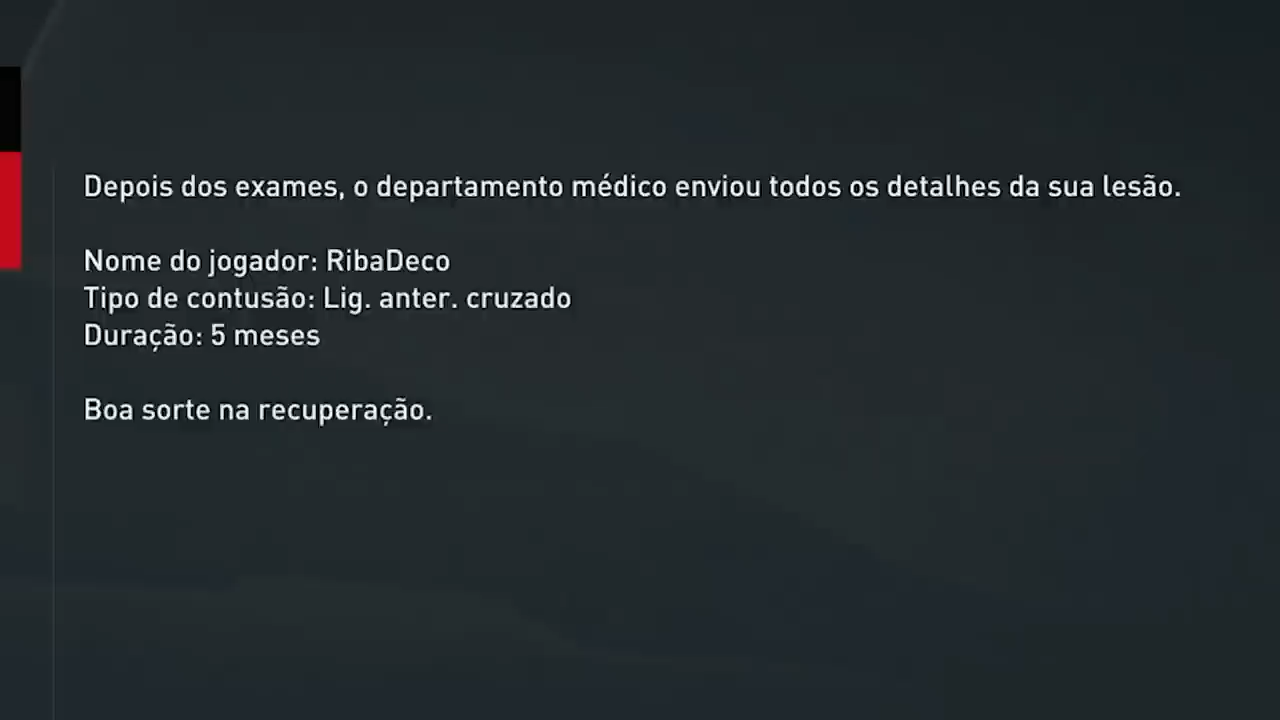 Depois dos exames, o departamento médico enviou todos os detalhes da sua lesão.
Nome do jogador: RibaDeco
Tipo de contusão: Lig. anter. cruzado
Duração: 5 meses
Boa sorte na recuperação.